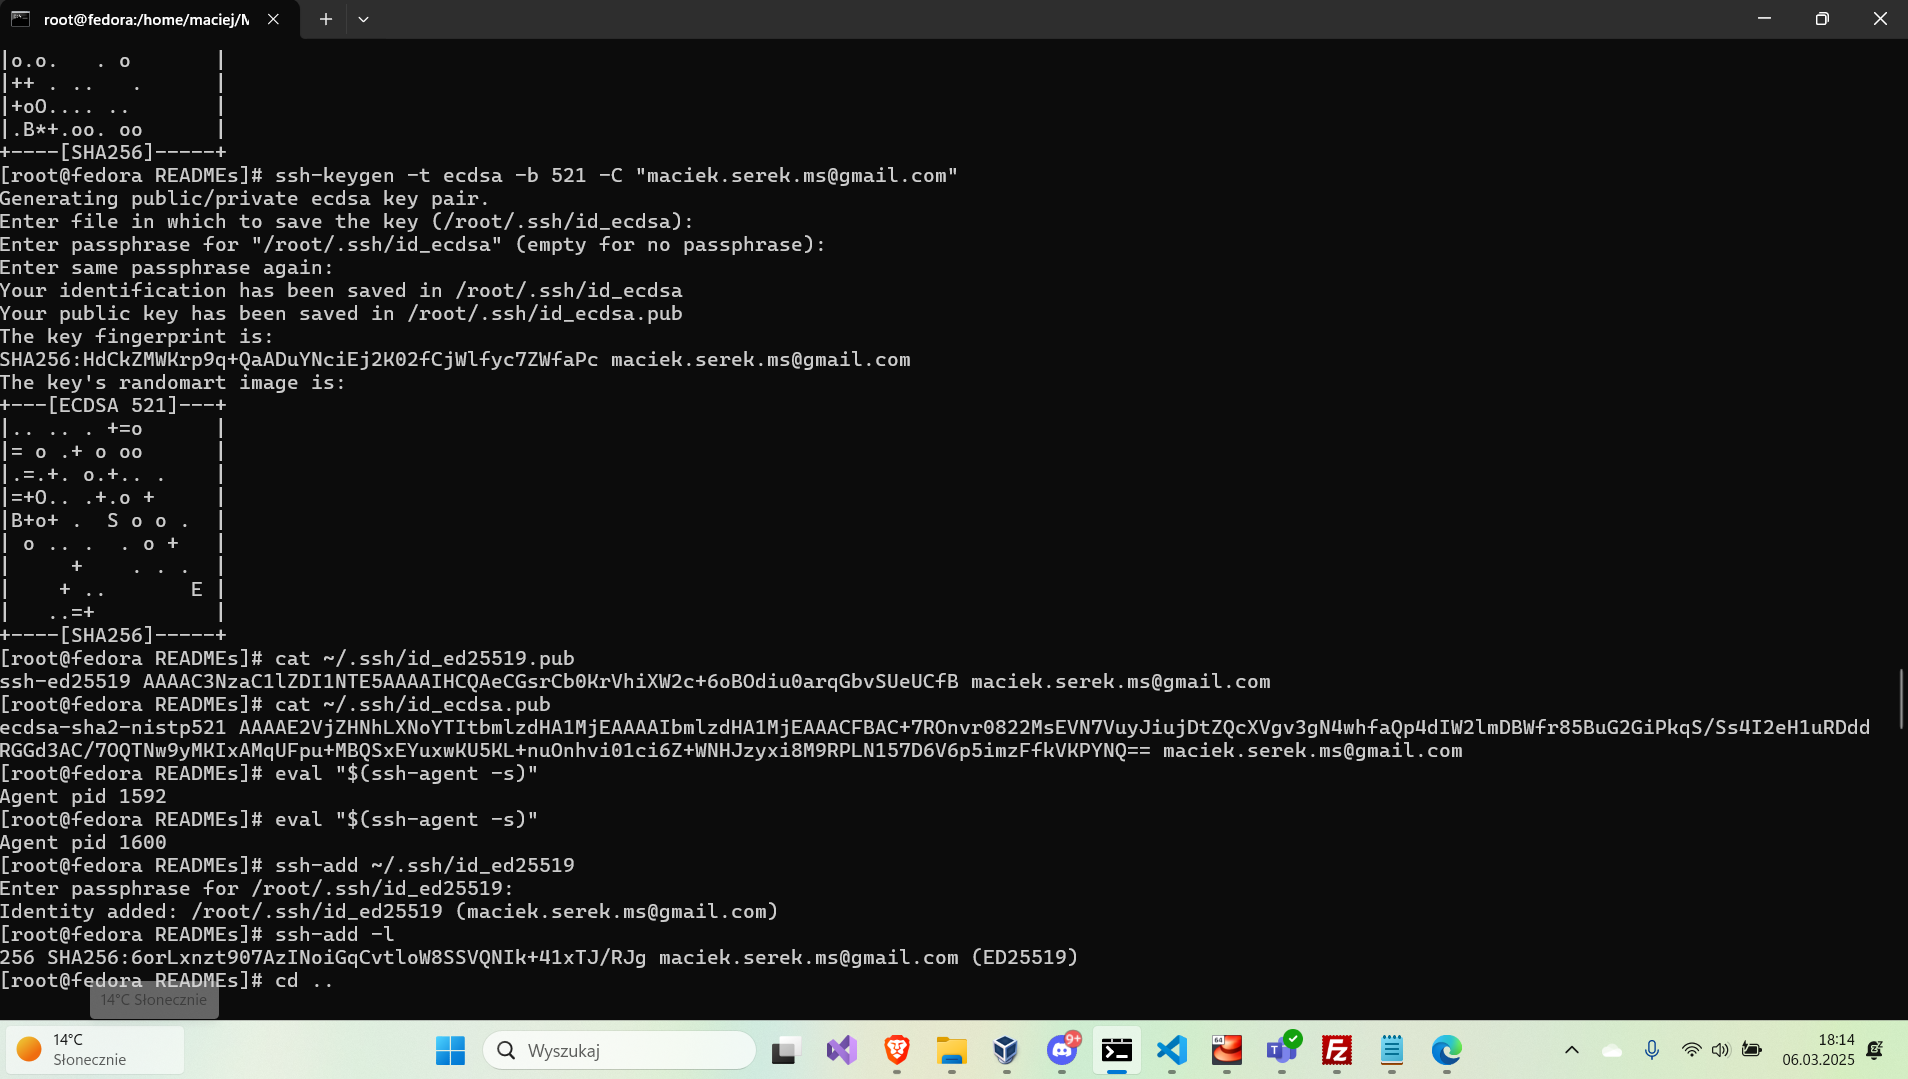 root@fedora:/home/maciej/M
|o.o.   . o       |
|++ . ..   .      |
|+oO.... ..       |
|.B*+.oo. oo      |
+----[SHA256]-----+
[root@fedora READMEs]# ssh-keygen -t ecdsa -b 521 -C "maciek.serek.ms@gmail.com"
Generating public/private ecdsa key pair.
Enter file in which to save the key (/root/.ssh/id_ecdsa):
Enter passphrase for "/root/.ssh/id_ecdsa" (empty for no passphrase):
Enter same passphrase again:
Your identification has been saved in /root/.ssh/id_ecdsa
Your public key has been saved in /root/.ssh/id_ecdsa.pub
The key fingerprint is:
SHA256:HdCkZMWKrp9q+QaADuYNciEj2K02fCjWlfyc7ZWfaPc maciek.serek.ms@gmail.com
The key's randomart image is:
+---[ECDSA 521]---+
|.. .. . +=o      |
|= o .+ o oo      |
|.=.+. o.+.. .    |
|=+O.. .+.o +     |
|B+o+ .  S o o .  |
| o .. .  . o +   |
|     +    . . .  |
|    + ..       E |
|   ..=+          |
+----[SHA256]-----+
[root@fedora READMEs]# cat ~/.ssh/id_ed25519.pub
ssh-ed25519 AAAAC3NzaC1lZDI1NTE5AAAAIHCQAeCGsrCb0KrVhiXW2c+6oBOdiu0arqGbvSUeUCfB maciek.serek.ms@gmail.com
[root@fedora READMEs]# cat ~/.ssh/id_ecdsa.pub
ecdsa-sha2-nistp521 AAAAE2VjZHNhLXNoYTItbmlzdHA1MjEAAAAIbmlzdHA1MjEAAACFBAC+7ROnvr0822MsEVN7VuyJiujDtZQcXVgv3gN4whfaQp4dIW2lmDBWfr85BuG2GiPkqS/Ss4I2eH1uRDdd
RGGd3AC/7OQTNw9yMKIxAMqUFpu+MBQSxEYuxwKU5KL+nuOnhvi01ci6Z+WNHJzyxi8M9RPLN157D6V6p5imzFfkVKPYNQ== maciek.serek.ms@gmail.com
[root@fedora READMEs]# eval "$(ssh-agent -s)"
Agent pid 1592
[root@fedora READMEs]# eval "$(ssh-agent -s)"
Agent pid 1600
[root@fedora READMEs]# ssh-add ~/.ssh/id_ed25519
Enter passphrase for /root/.ssh/id_ed25519:
Identity added: /root/.ssh/id_ed25519 (maciek.serek.ms@gmail.com)
[root@fedora READMEs]# ssh-add -l
256 SHA256:6orLxnzt907AzINoiGqCvtloW8SSVQNIk+41xTJ/RJg maciek.serek.ms@gmail.com (ED25519)
[root@fedora READMEs]# cd ..
14°C Słonecznie
14°C
Słonecznie
Wyszukaj
9+
64
18:14
06.03.2025